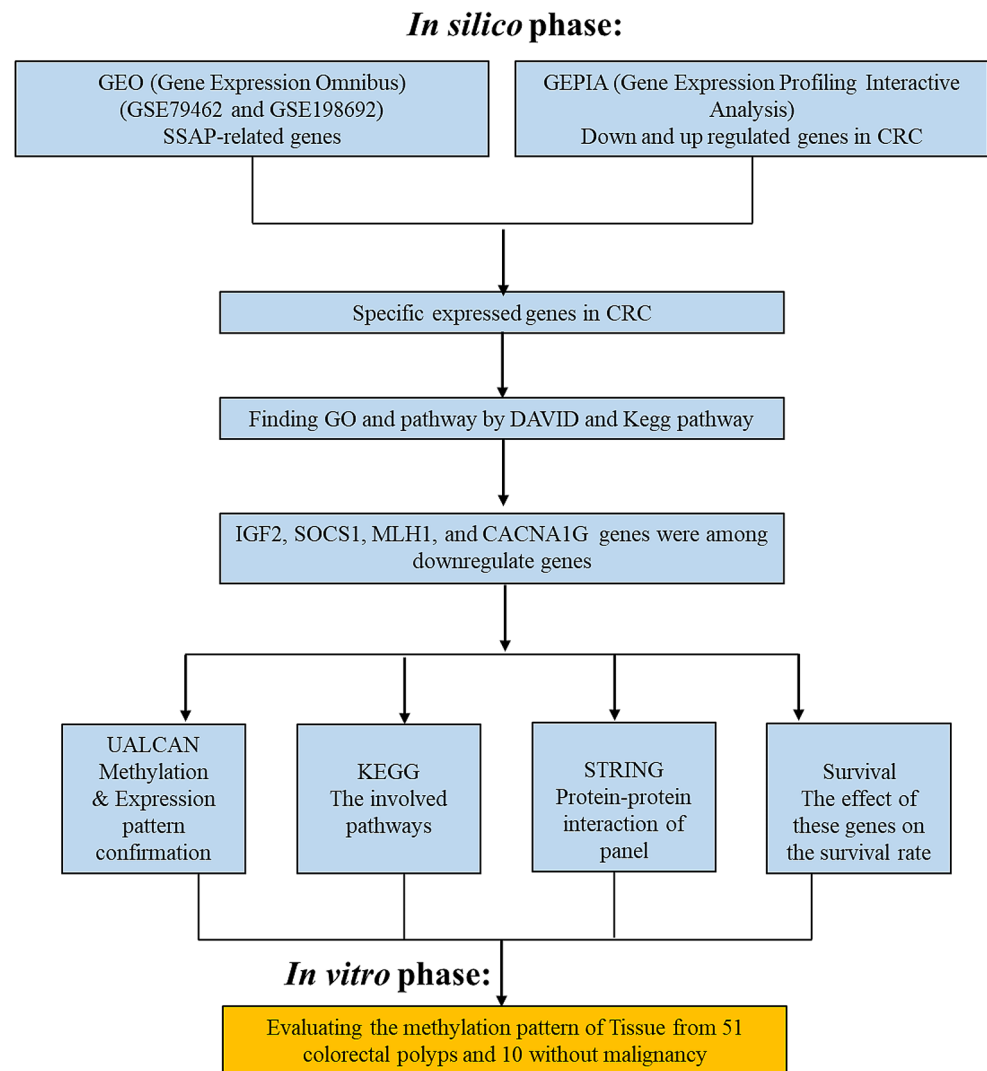 In silico phase:
GEO (Gene Expression Omnibus)
(GSE79462 and GSE198692)
SSAP-related genes
GEPIA (Gene Expression Profiling Interactive
Analysis)
Down and up regulated genes in CRC
Specific expressed genes in CRC
Finding GO and pathway by DAVID and Kegg pathway
IGF2, SOCS1, MLH1, and CACNA1G genes were among
downregulate genes
UALCAN
Methylation
& Expression
pattern
confirmation
KEGG
The involved
pathways
STRING
Protein-protein
interaction of
panel
Survival
The effect of
these genes on
the survival rate
In vitro phase:
Evaluating the methylation pattern of Tissue from 51
colorectal polyps and 10 without malignancy